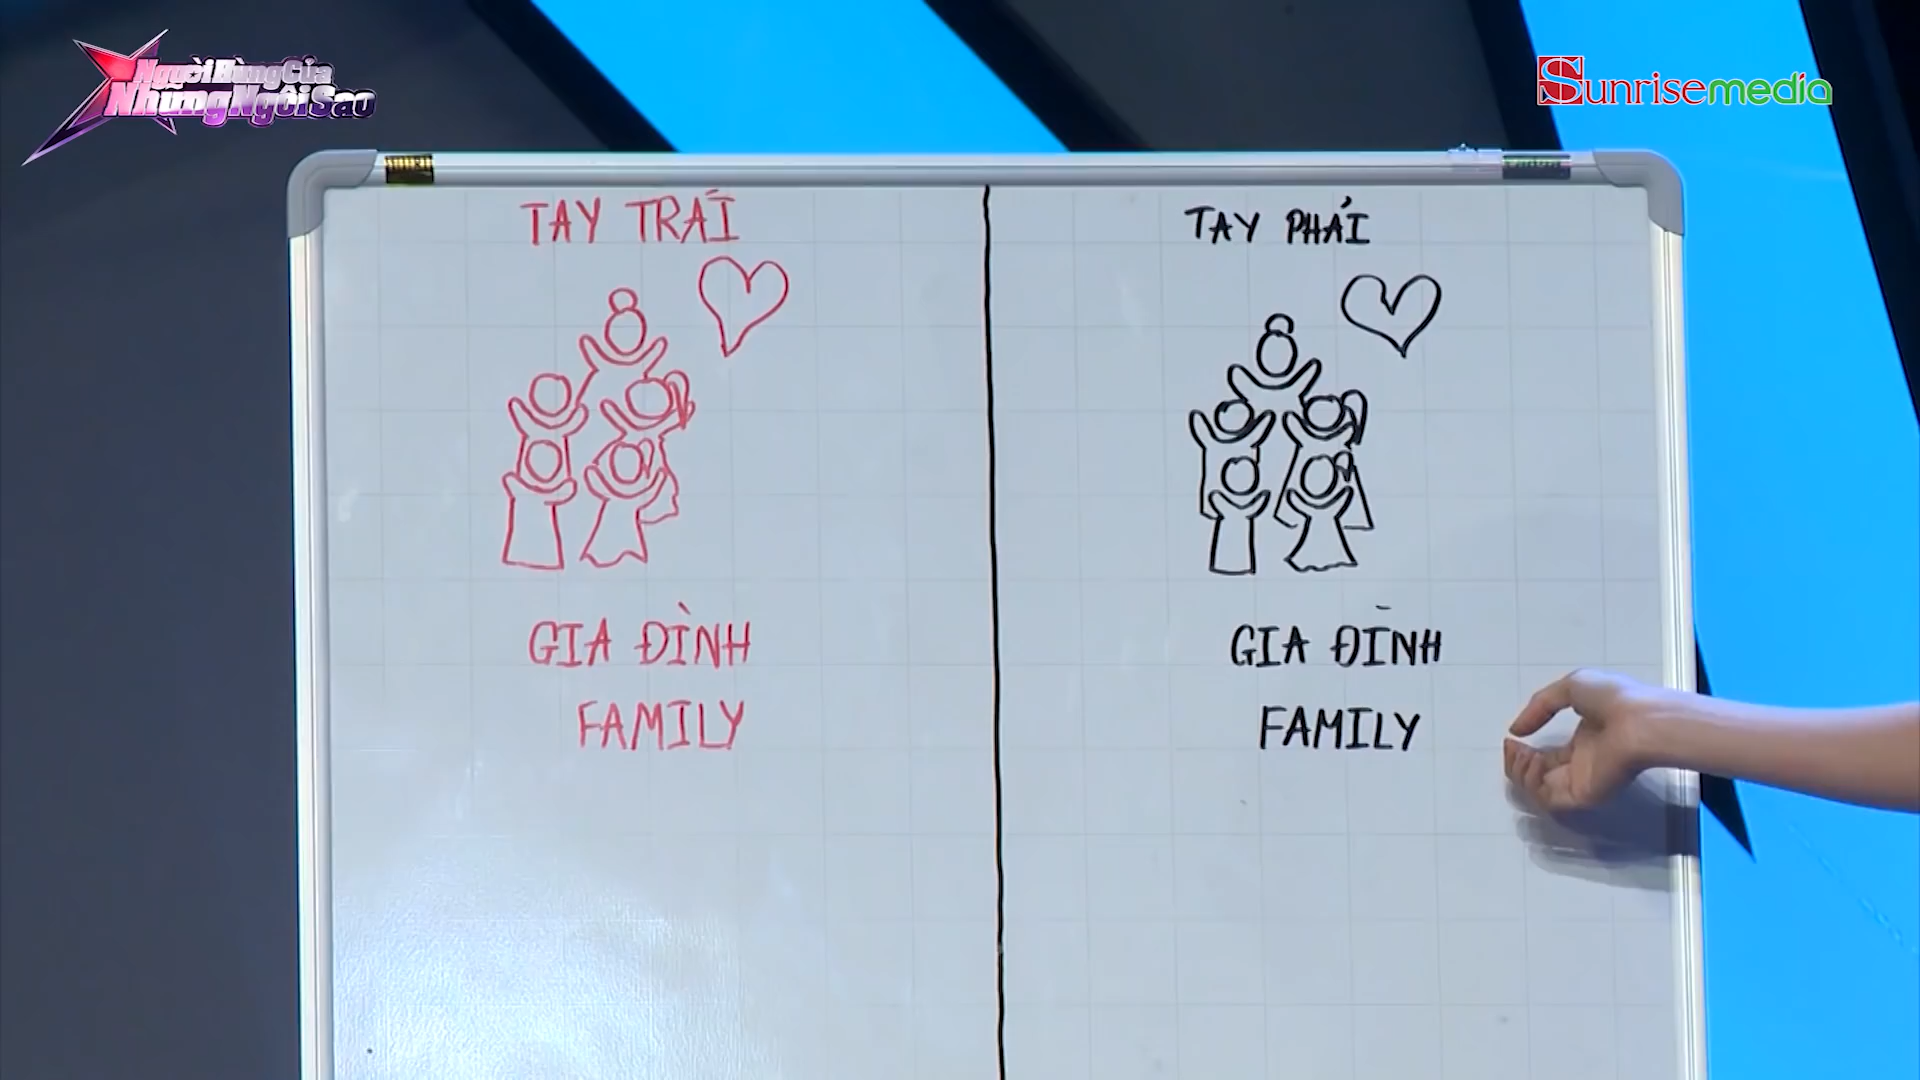 Người Hùng Của
Những Ngôi Sao
Sunrisemedia
TAY TRÁI
GIA ĐÌNH
FAMILY
TAY PHẢI
GIA ĐÌNH
FAMILY